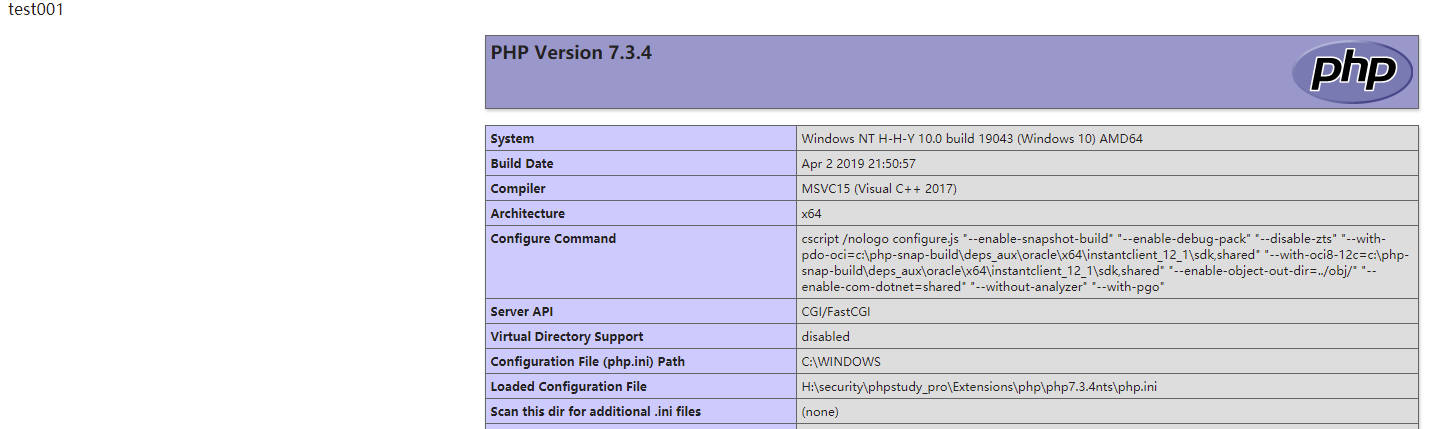 test001
PHP Version 7.3.4
php
System Windows NT H-H-Y 10.0 build 19043 (Windows 10) AMD64
Build Date Apr 2 2019 21:50:57
Compiler MSVC15 (Visual C++ 2017)
Architecture x64
Configure Command cscript /nologo configure.js "--enable-snapshot-build" "--enable-debug-pack" "--disable-zts" "--with-
pdo-oci=c:\php-snap-build\deps_aux\oracle\x64\instantclient_12_1\sdk,shared" "--with-oci8-12c=c:\php-
snap-build\deps_aux\oracle\x64\instantclient_12_1\sdk,shared" "--enable-object-out-dir=../obj/" "--
enable-com-dotnet=shared" "--without-analyzer" "--with-pgo"
Server API CGI/FastCGI
Virtual Directory Support disabled
Configuration File (php.ini) Path C:\WINDOWS
Loaded Configuration File H:\security\phpstudy_pro\Extensions\php\php7.3.4nts\php.ini
Scan this dir for additional .ini files (none)